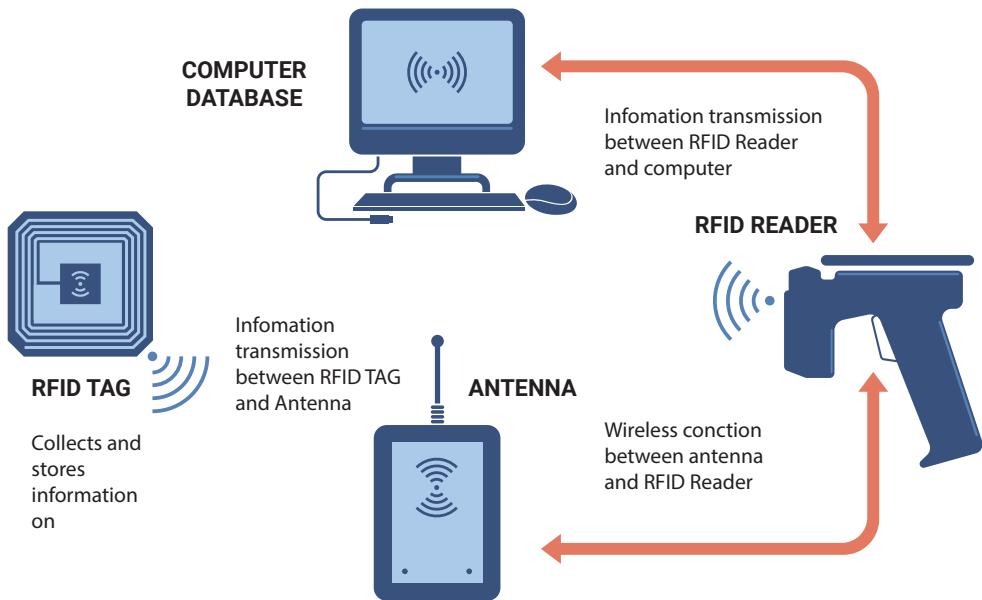 COMPUTER
DATABASE
Infomation transmission
between RFID Reader
and computer
RFID READER
Infomation
transmission
between RFID TAG
and Antenna
RFID TAG
ANTENNA
Collects and
stores
information
on
Wireless conction
between antenna
and RFID Reader